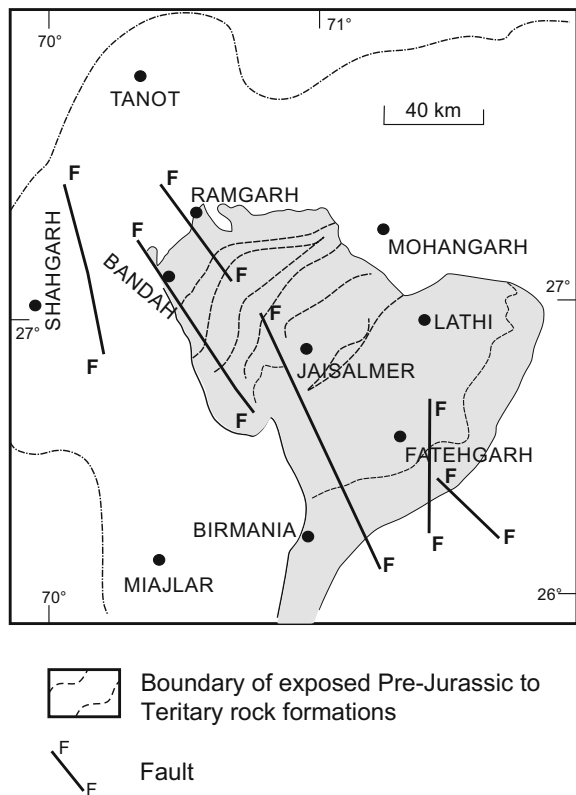 70°
71°
TANOT
40 km
F
F
RAMGARH
F
MOHANGARH
SHAHGARH
BANDAH
F
27°
F
LATHI
27°
JAISALMER
F
F
F
FATEHGARH
F
BIRMANIA
F
F
F
MIAJLAR
70°
26°
Boundary of exposed Pre-Jurassic to
Teritary rock formations
F
F
Fault